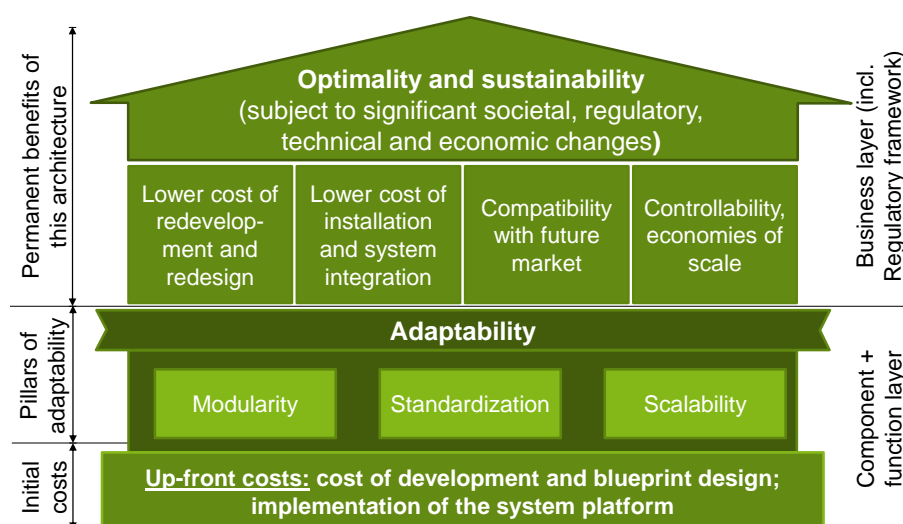 Permanent benefits of
this architecture
Optimality and sustainability
(subject to significant societal, regulatory,
technical and economic changes)
Business layer (incl.
Regulatory framework)
Lower cost of
redevelop-
ment and
redesign
Lower cost of
installation
and system
integration
Compatibility
with future
market
Controllability,
economies of
scale
Pillars of
adaptability
Adaptability
Modularity
Standardization
Scalability
Component +
function layer
Initial
costs
Up-front costs: cost of development and blueprint design;
implementation of the system platform